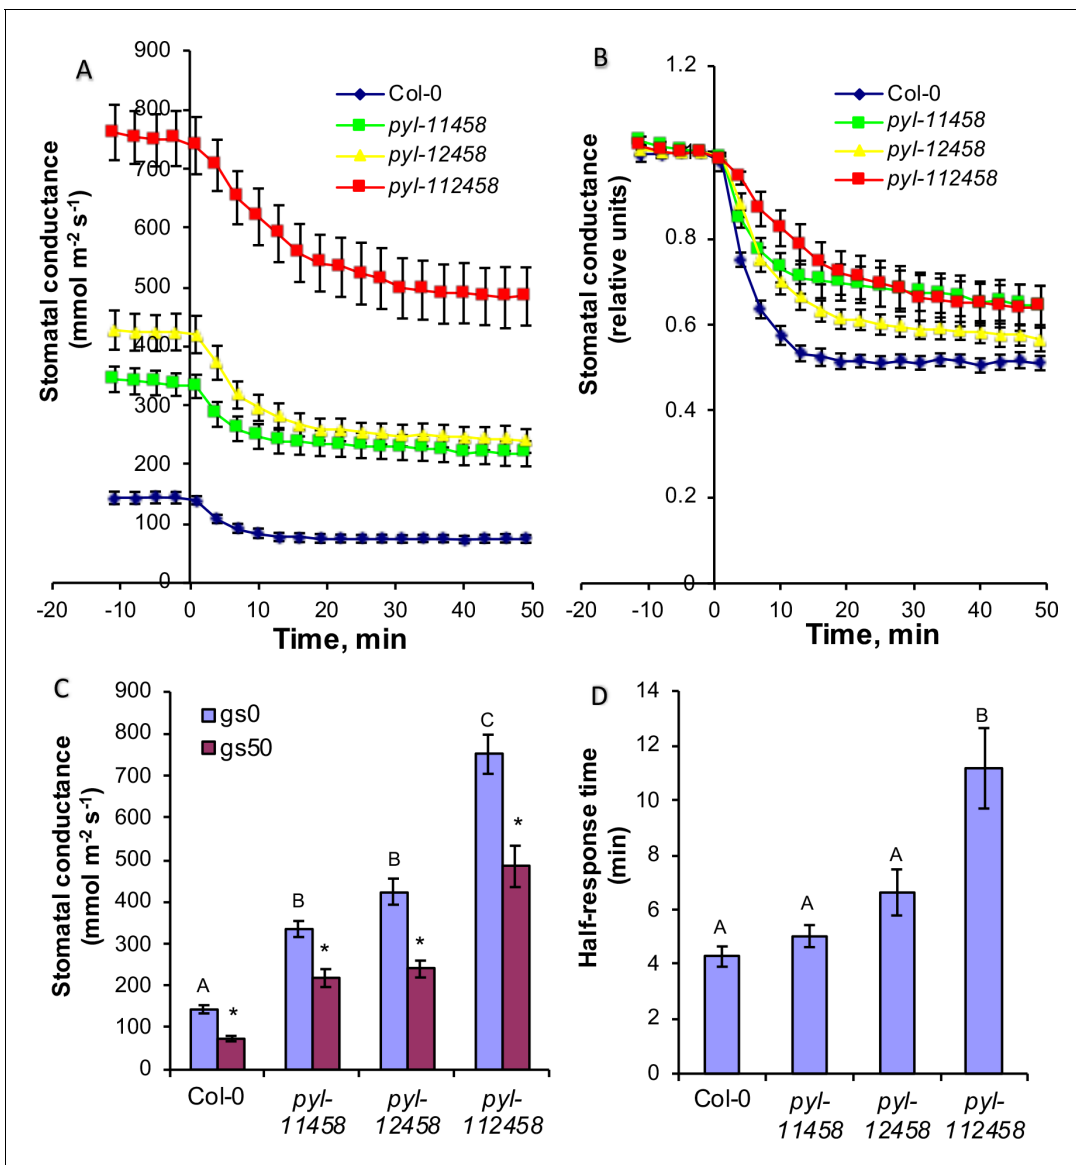 A
Stomatal conductance
(mmol m-2 s-1)
900
800
700
600
500
400
300
200
100
0
Col-0
pyl-11458
pyl-12458
pyl-112458
-20 -10 0 10 20 30 40 50
Time, min
B
Stomatal conductance
(relative units)
1.2
1
0.8
0.6
0.4
0.2
0
Col-0
pyl-11458
pyl-12458
pyl-112458
-20 -10 0 10 20 30 40 50
Time, min
C
Stomatal conductance
(mmol m-2 s-1)
900
800
700
600
500
400
300
200
100
0
gs0
gs50
A * B * B * C *
Col-0 pyl- pyl- pyl-
11458 12458 112458
D
Half-response time
(min)
14
12
10
8
6
4
2
0
A A A B
Col-0 pyl- pyl- pyl-
11458 12458 112458